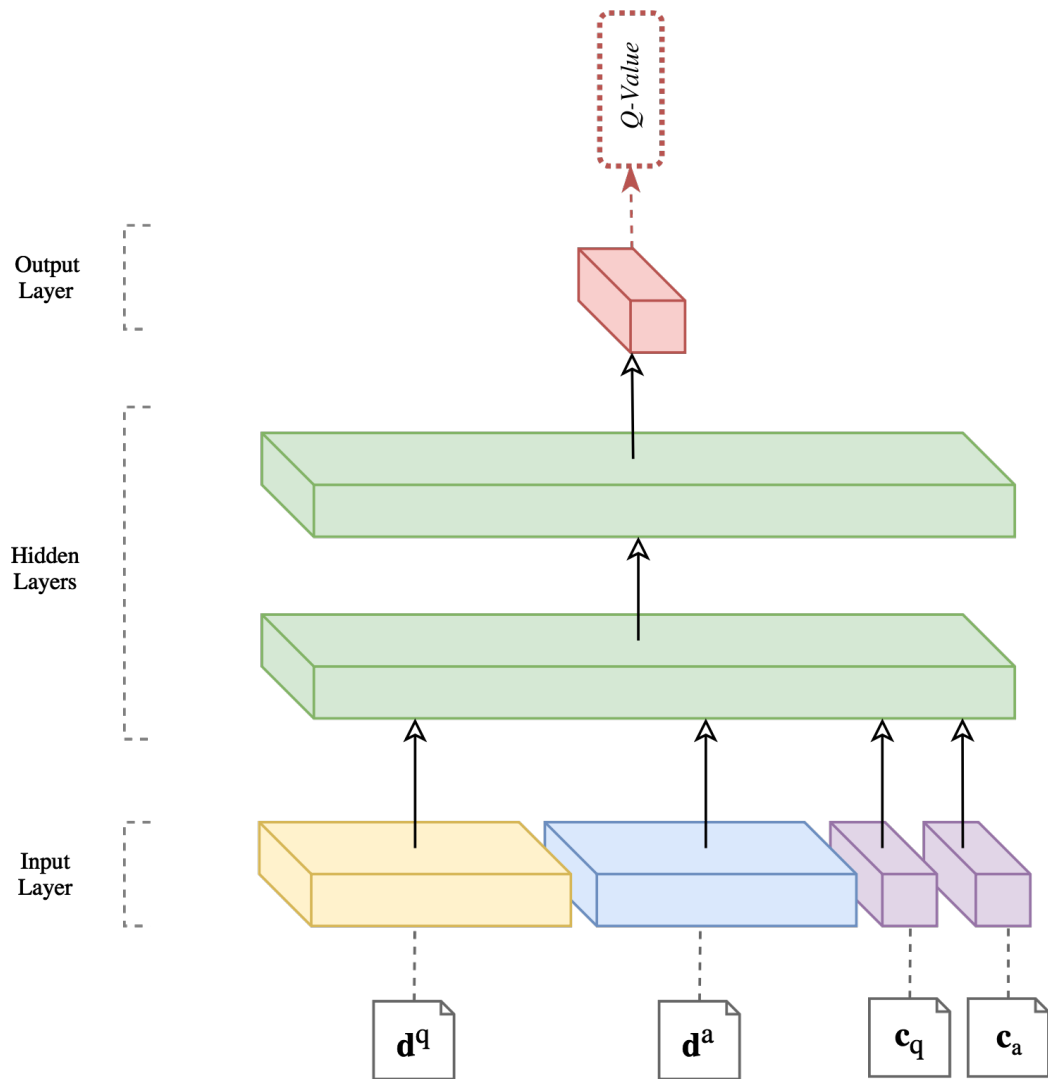 Q-Value
Output
Layer
Hidden
Layers
Input
Layer
d^q
d^a
c_q
c_a